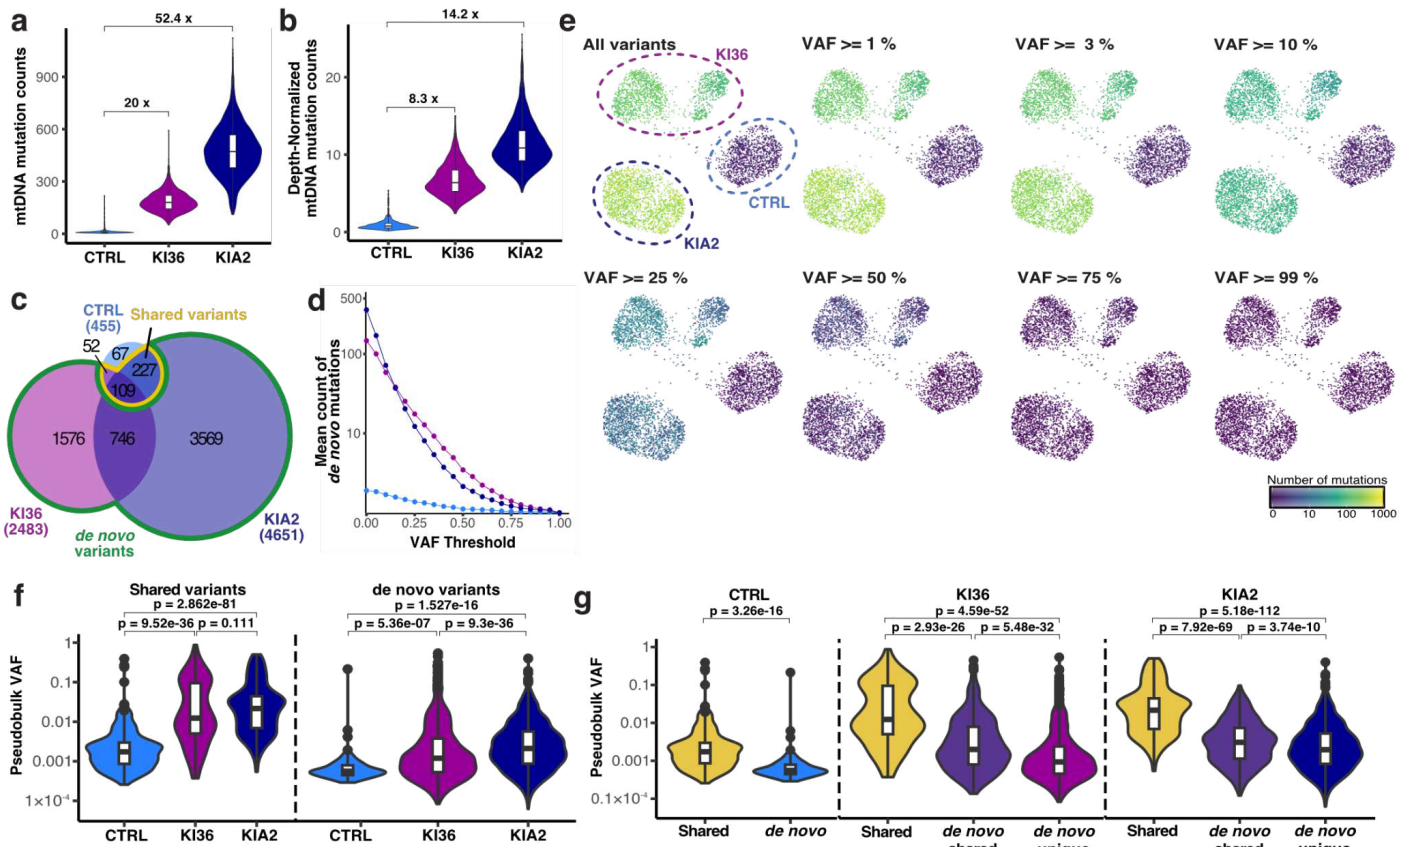 a
52.4 x
20 x
mtDNA mutation counts
900
600
300
0
CTRL
KI36
KIA2
b
14.2 x
8.3 x
Depth-Normalized
mtDNA mutation counts
20
10
0
CTRL
KI36
KIA2
c
CTRL
(455)
Shared variants
52
67
227
109
1576
746
3569
KI36
(2483)
de novo
variants
KIA2
(4651)
d
Mean count of
de novo mutations
500
100
10
0.00
0.25
0.50
0.75
1.00
VAF Threshold
e
All variants
KI36
CTRL
KIA2
VAF >= 1 %
VAF >= 3 %
VAF >= 10 %
VAF >= 25 %
VAF >= 50 %
VAF >= 75 %
VAF >= 99 %
Number of mutations
0 10 100 1000
f
Shared variants
p = 2.862e-81
p = 9.52e-36
p = 0.111
de novo variants
p = 1.527e-16
p = 5.36e-07
p = 9.3e-36
Pseudobulk VAF
1
0.1
0.01
0.001
1×10⁻⁴
CTRL
KI36
KIA2
CTRL
KI36
KIA2
g
CTRL
p = 3.26e-16
KI36
p = 4.59e-52
p = 2.93e-26
p = 5.48e-32
KIA2
p = 5.18e-112
p = 7.92e-69
p = 3.74e-10
Pseudobulk VAF
1
0.1
0.01
0.001
0.1×10⁻⁴
Shared
de novo
Shared
de novo
shared
de novo
unique
Shared
de novo
shared
de novo
unique